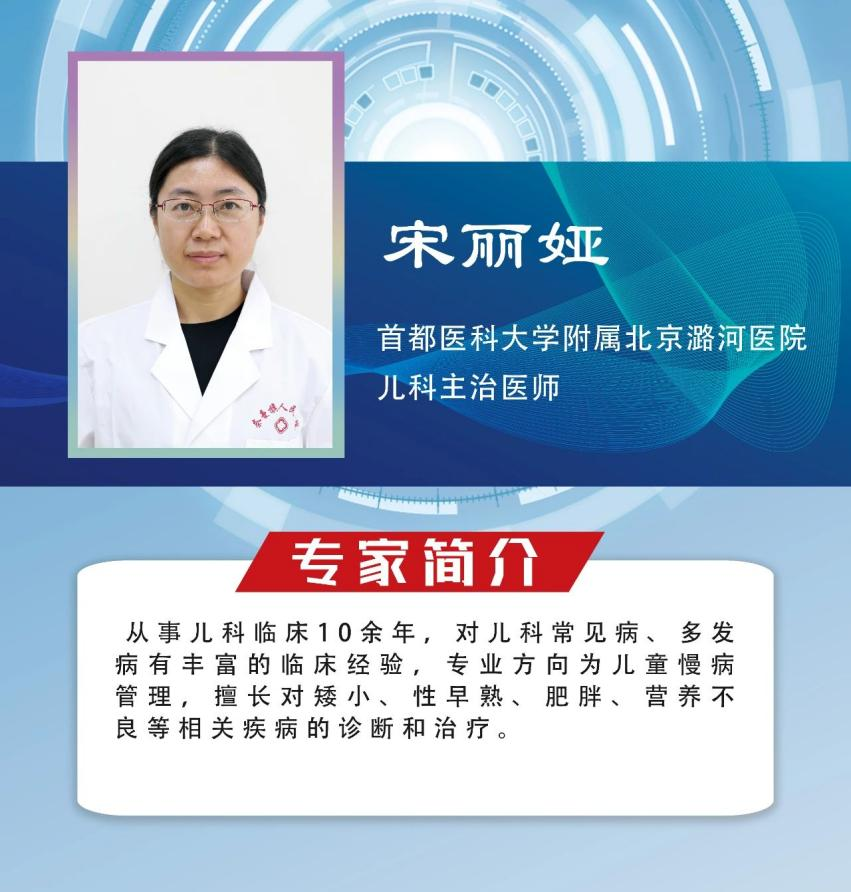 宋丽娅
首都医科大学附属北京潞河医院
儿科主治医师
专家简介
从事儿科临床10余年，对儿科常见病、多发
病有丰富的临床经验，专业方向为儿童慢病
管理，擅长对矮小、性早熟、肥胖、营养不
良等相关疾病的诊断和治疗。